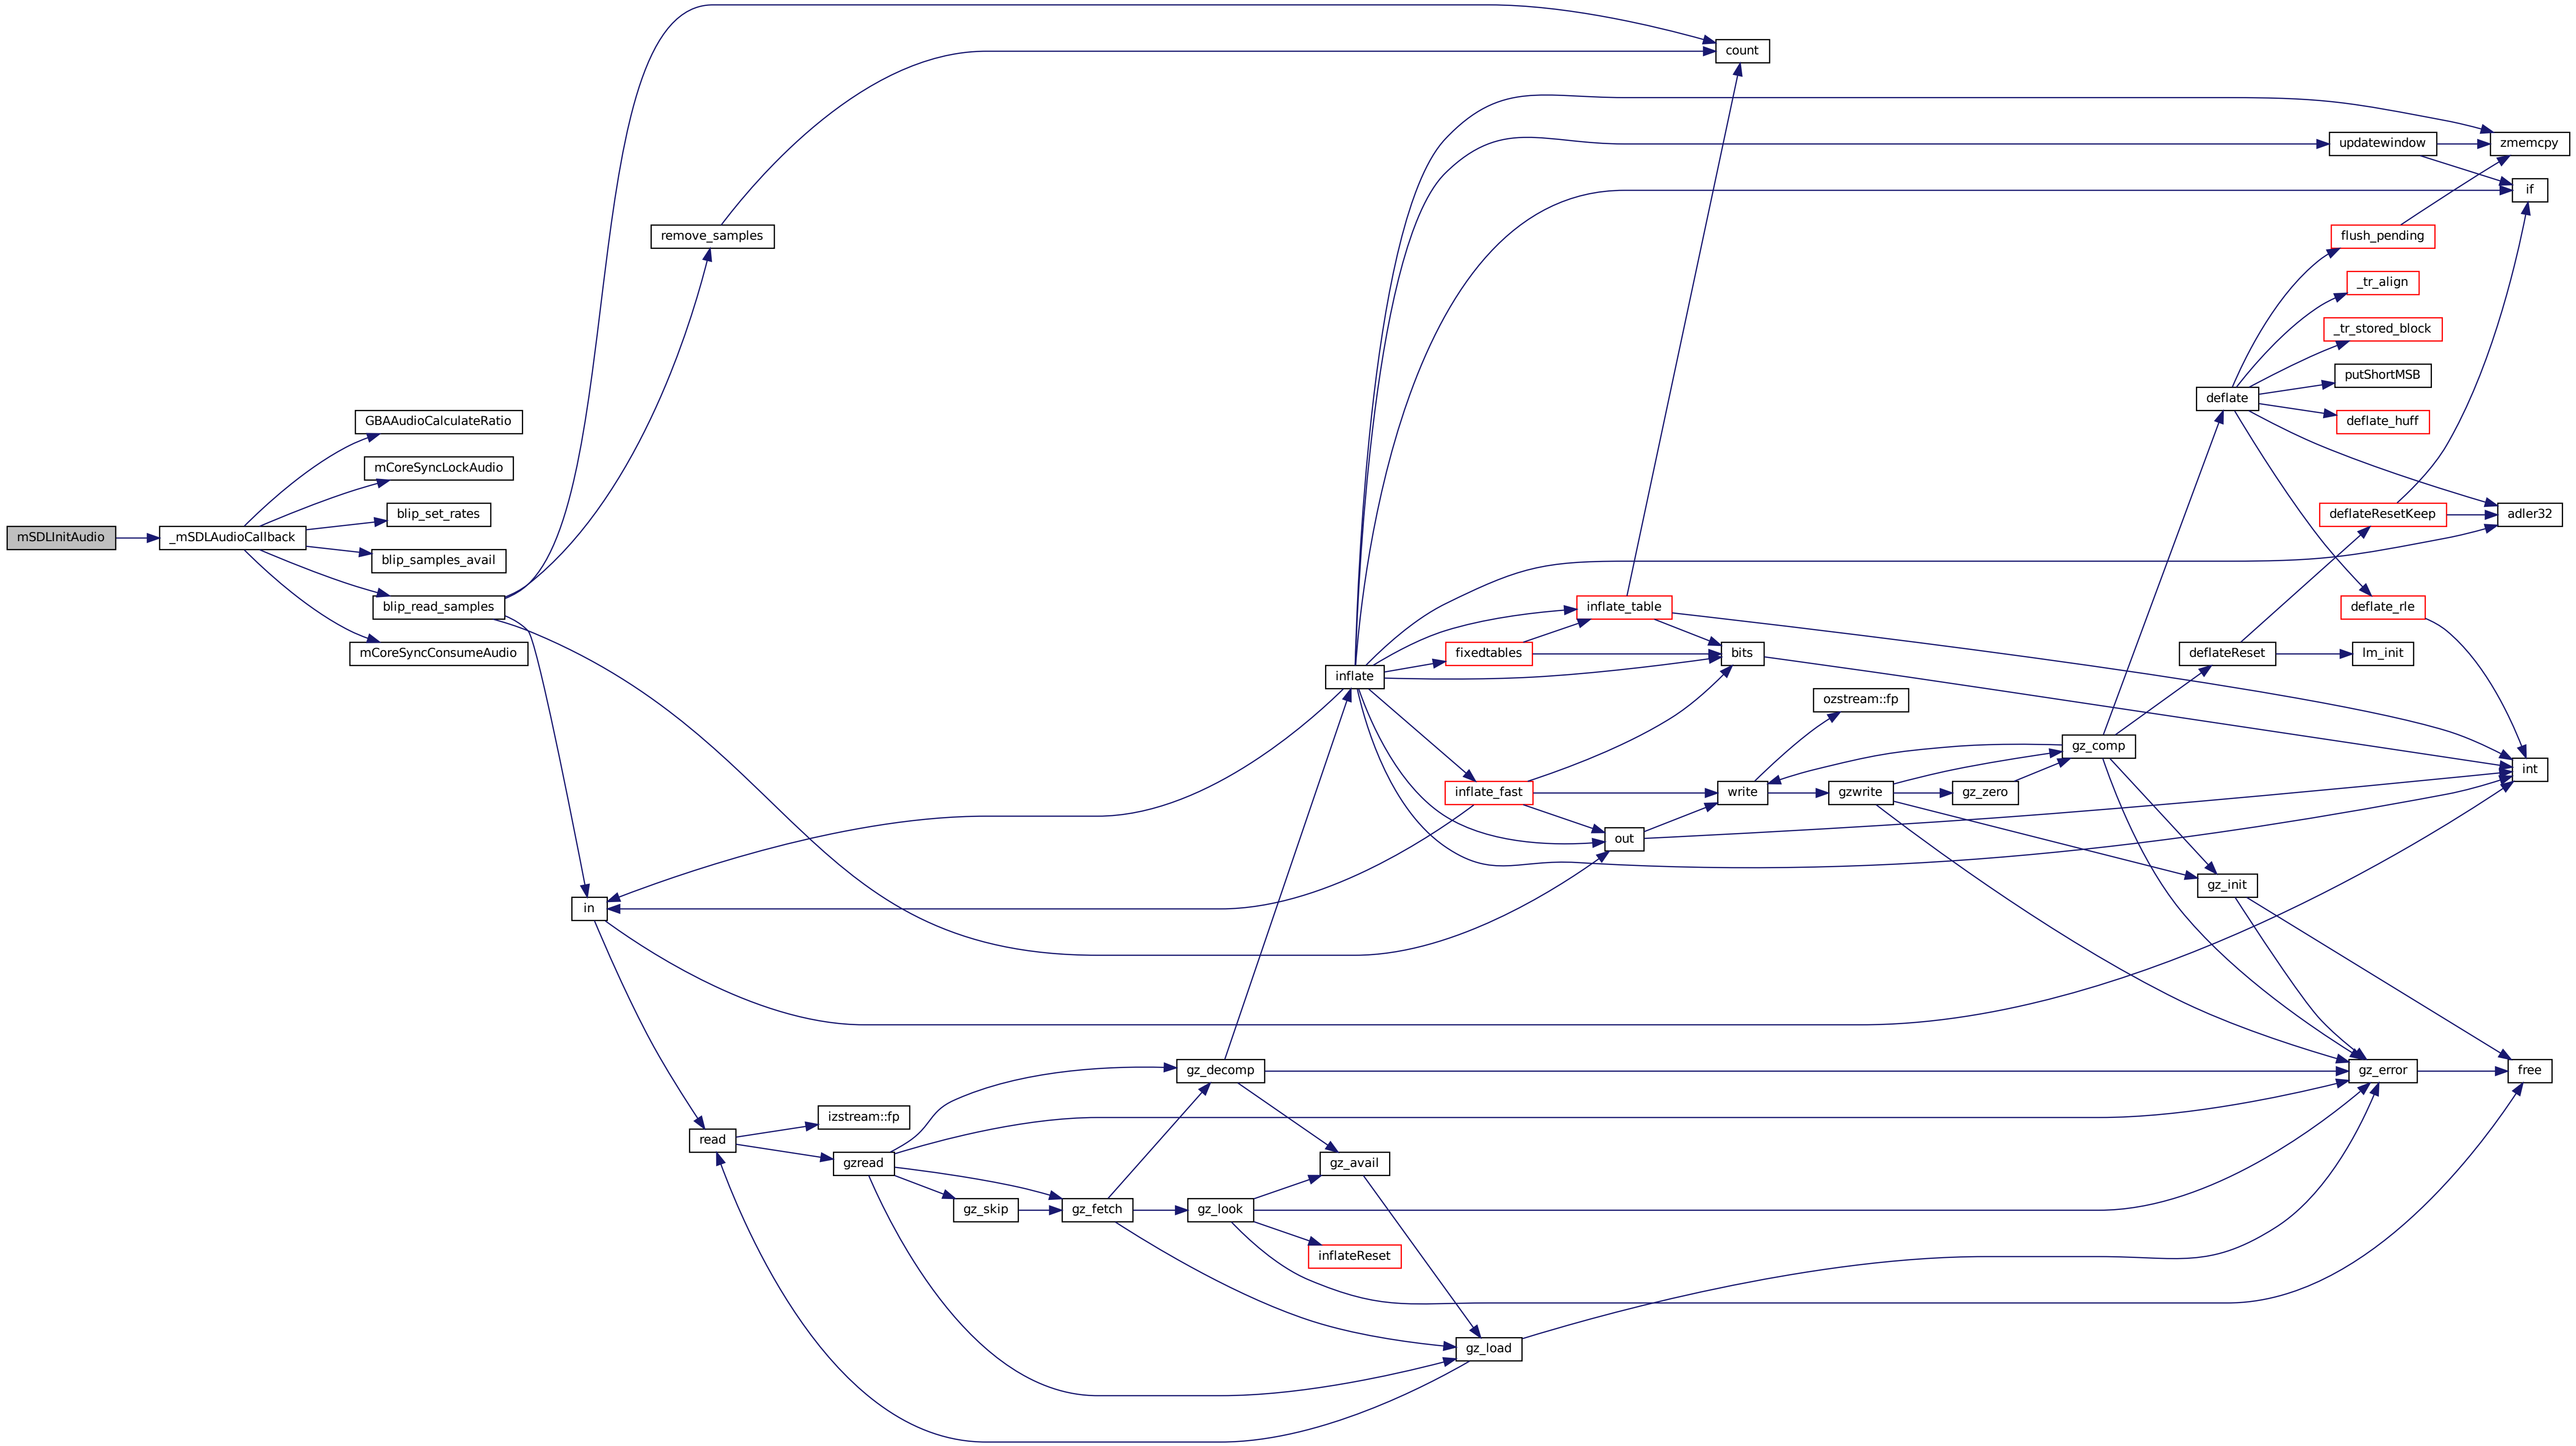 mSDLInitAudio
_mSDLAudioCallback
GBAAudioCalculateRatio
mCoreSyncLockAudio
blip_set_rates
blip_samples_avail
blip_read_samples
mCoreSyncConsumeAudio
remove_samples
in
read
izstream::fp
gzread
gz_skip
gz_fetch
gz_decomp
gz_look
inflate
gz_avail
inflateReset
fixedtables
inflate_fast
gz_load
inflate_table
out
count
bits
write
ozstream::fp
gzwrite
gz_zero
gz_comp
deflate
deflateReset
gz_init
updatewindow
flush_pending
_tr_align
_tr_stored_block
putShortMSB
deflate_huff
deflateResetKeep
deflate_rle
lm_init
gz_error
zmemcpy
if
adler32
int
free